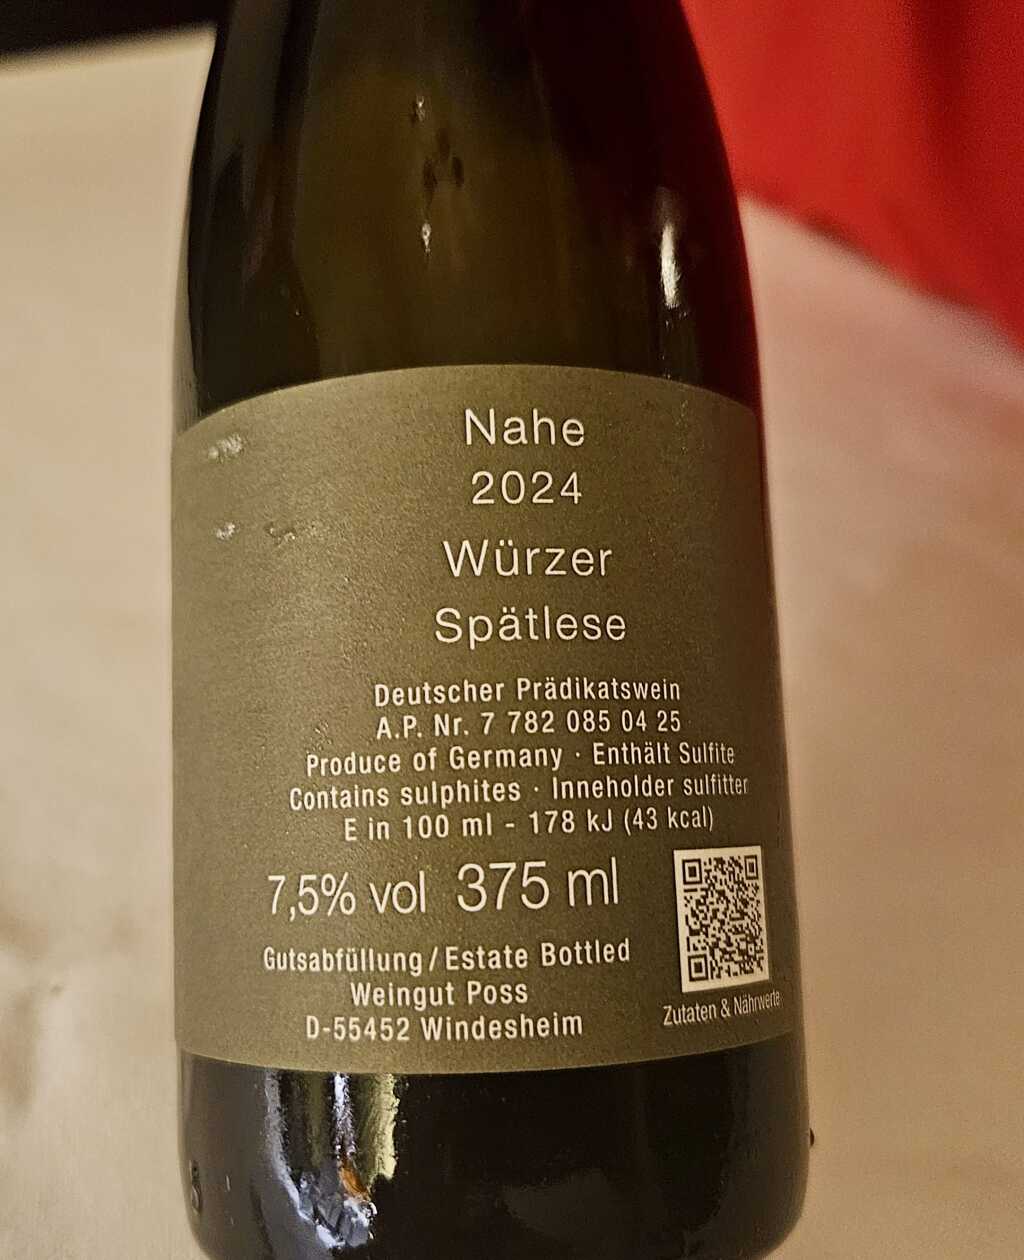 Nahe
2024
Würzer
Spätlese
Deutscher Prädikatswein
A.P. Nr. 7 782 085 04 25
Produce of Germany · Enthält Sulfite
Contains sulphites · Inneholder sulfitter
E in 100 ml - 178 kJ (43 kcal)
7,5% vol 375 ml
Gutsabfüllung/Estate Bottled
Weingut Poss
D-55452 Windesheim
Zutaten & Nährwerte